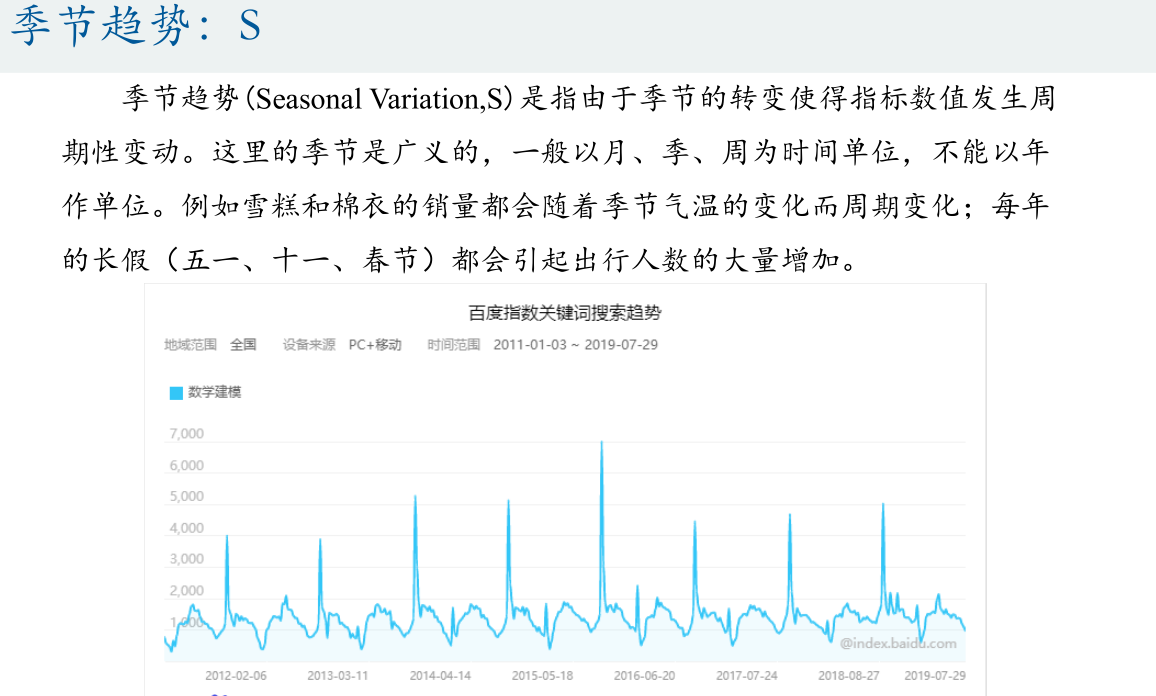 季节趋势：S
季节趋势(Seasonal Variation,S)是指由于季节的转变使得指标数值发生周
期性变动。这里的季节是广义的，一般以月、季、周为时间单位，不能以年
作单位。例如雪糕和棉衣的销量都会随着季节气温的变化而周期变化；每年
的长假（五一、十一、春节）都会引起出行人数的大量增加。
百度指数关键词搜索趋势
地域范围 全国 设备来源 PC+移动 时间范围 2011-01-03 ~ 2019-07-29
数学建模
7,000
6,000
5,000
4,000
3,000
2,000
1,000
@index.baidu.com
2012-02-06 2013-03-11 2014-04-14 2015-05-18 2016-06-20 2017-07-24 2018-08-27 2019-07-29